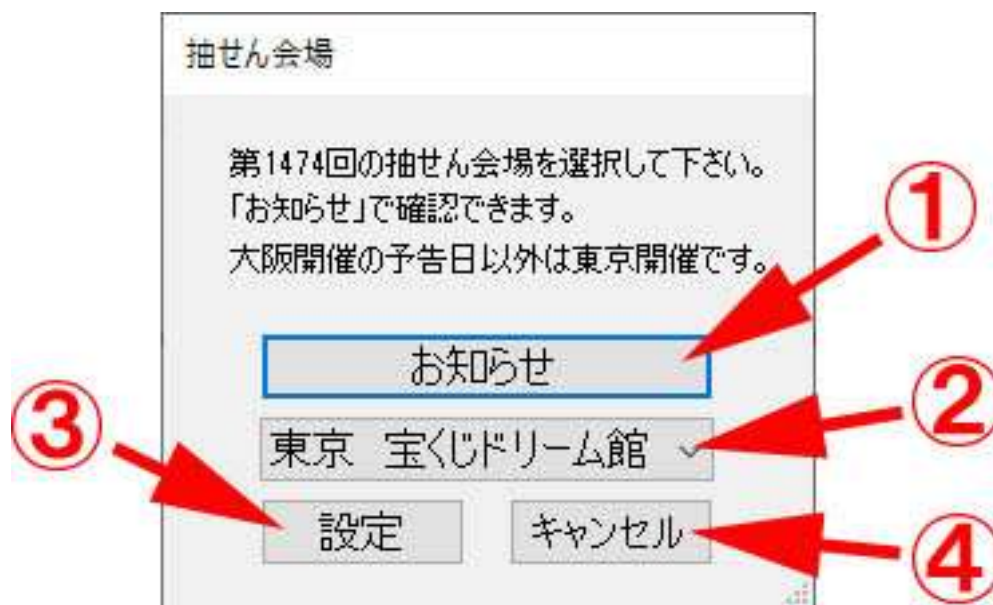 抽せん会場
第1474回の抽せん会場を選択して下さい。
「お知らせ」で確認できます。
大阪開催の予告日以外は東京開催です。
①
お知らせ
②
東京 宝くじドリーム館
③
設定
キャンセル
④